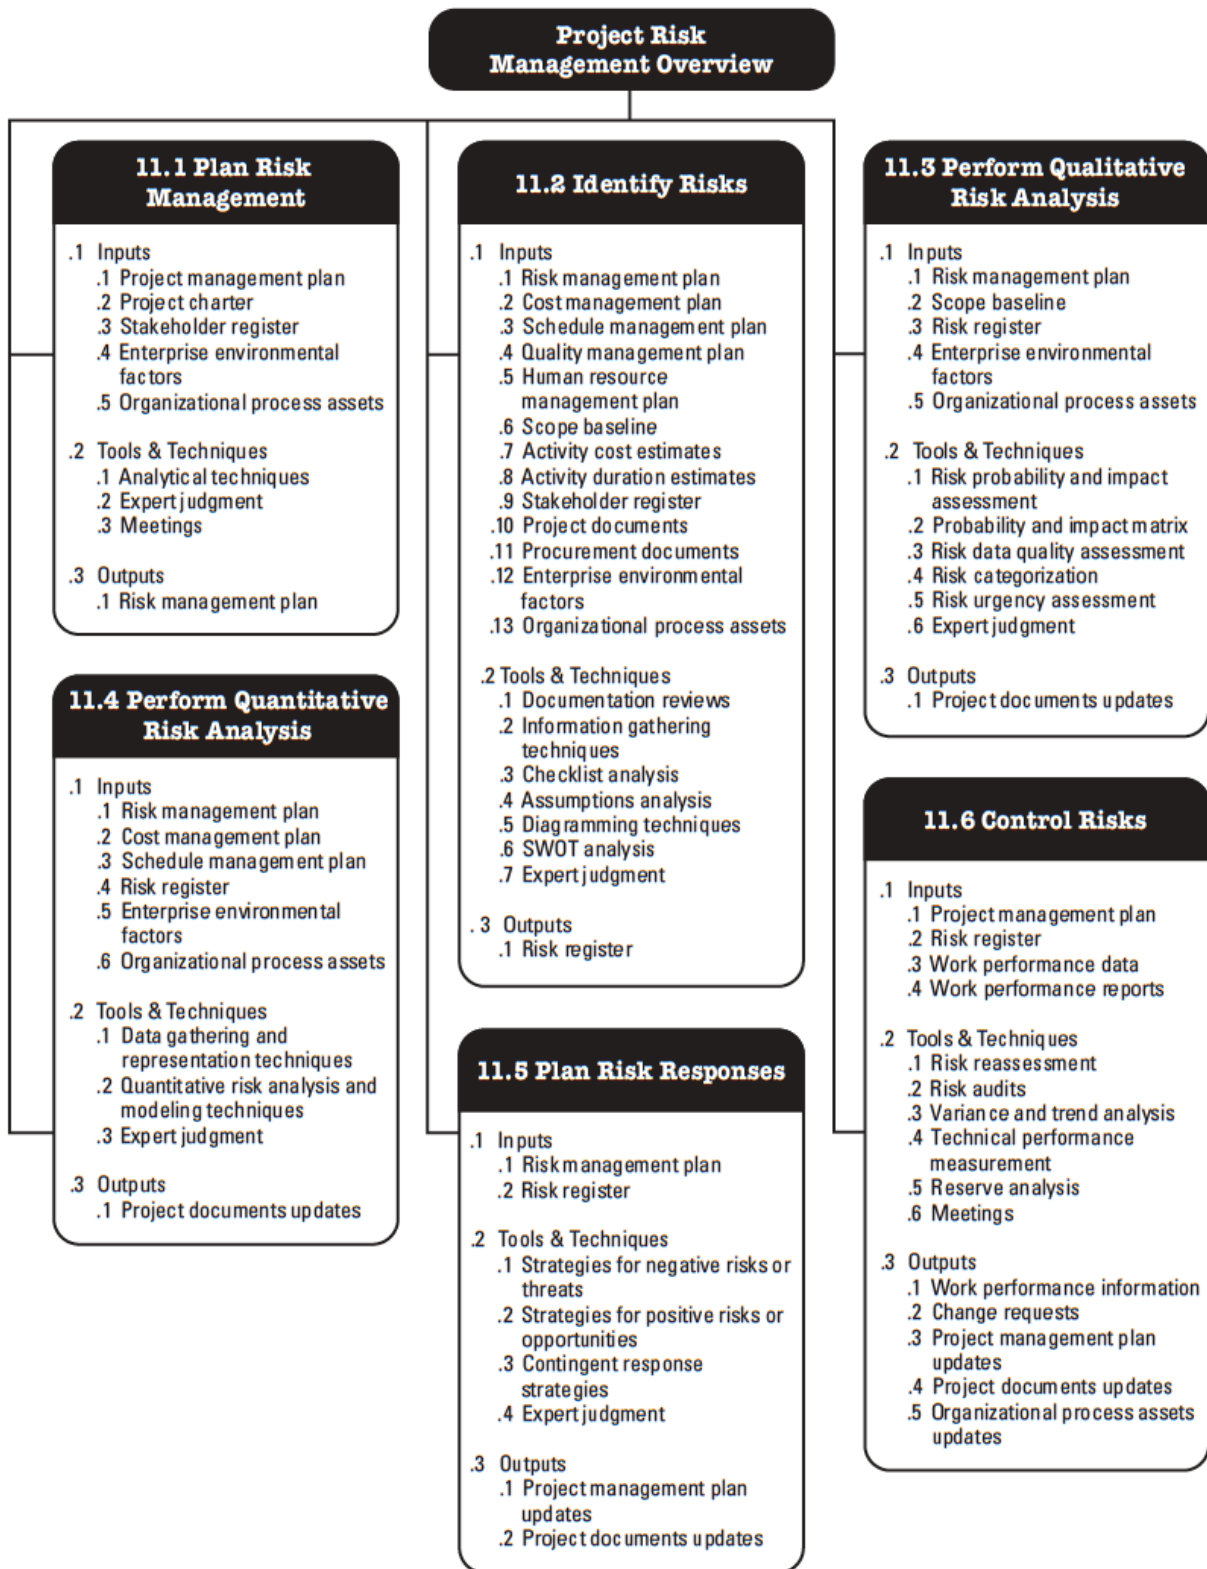 Project Risk
Management Overview
11.1 Plan Risk
Management
.1 Inputs
.1 Project management plan
.2 Project charter
.3 Stakeholder register
.4 Enterprise environmental
factors
.5 Organizational process assets
.2 Tools & Techniques
.1 Analytical techniques
.2 Expert judgment
.3 Meetings
.3 Outputs
.1 Risk management plan
11.2 Identify Risks
.1 Inputs
.1 Risk management plan
.2 Cost management plan
.3 Schedule management plan
.4 Quality management plan
.5 Human resource
management plan
.6 Scope baseline
.7 Activity cost estimates
.8 Activity duration estimates
.9 Stakeholder register
.10 Project documents
.11 Procurement documents
.12 Enterprise environmental
factors
.13 Organizational process assets
.2 Tools & Techniques
.1 Documentation reviews
.2 Information gathering
techniques
.3 Checklist analysis
.4 Assumptions analysis
.5 Diagramming techniques
.6 SWOT analysis
.7 Expert judgment
.3 Outputs
.1 Risk register
11.3 Perform Qualitative
Risk Analysis
.1 Inputs
.1 Risk management plan
.2 Scope baseline
.3 Risk register
.4 Enterprise environmental
factors
.5 Organizational process assets
.2 Tools & Techniques
.1 Risk probability and impact
assessment
.2 Probability and impact matrix
.3 Risk data quality assessment
.4 Risk categorization
.5 Risk urgency assessment
.6 Expert judgment
.3 Outputs
.1 Project documents updates
11.4 Perform Quantitative
Risk Analysis
.1 Inputs
.1 Risk management plan
.2 Cost management plan
.3 Schedule management plan
.4 Risk register
.5 Enterprise environmental
factors
.6 Organizational process assets
.2 Tools & Techniques
.1 Data gathering and
representation techniques
.2 Quantitative risk analysis and
modeling techniques
.3 Expert judgment
.3 Outputs
.1 Project documents updates
11.5 Plan Risk Responses
.1 Inputs
.1 Risk management plan
.2 Risk register
.2 Tools & Techniques
.1 Strategies for negative risks or
threats
.2 Strategies for positive risks or
opportunities
.3 Contingent response
strategies
.4 Expert judgment
.3 Outputs
.1 Project management plan
updates
.2 Project documents updates
11.6 Control Risks
.1 Inputs
.1 Project management plan
.2 Risk register
.3 Work performance data
.4 Work performance reports
.2 Tools & Techniques
.1 Risk reassessment
.2 Risk audits
.3 Variance and trend analysis
.4 Technical performance
measurement
.5 Reserve analysis
.6 Meetings
.3 Outputs
.1 Work performance information
.2 Change requests
.3 Project management plan
updates
.4 Project documents updates
.5 Organizational process assets
updates